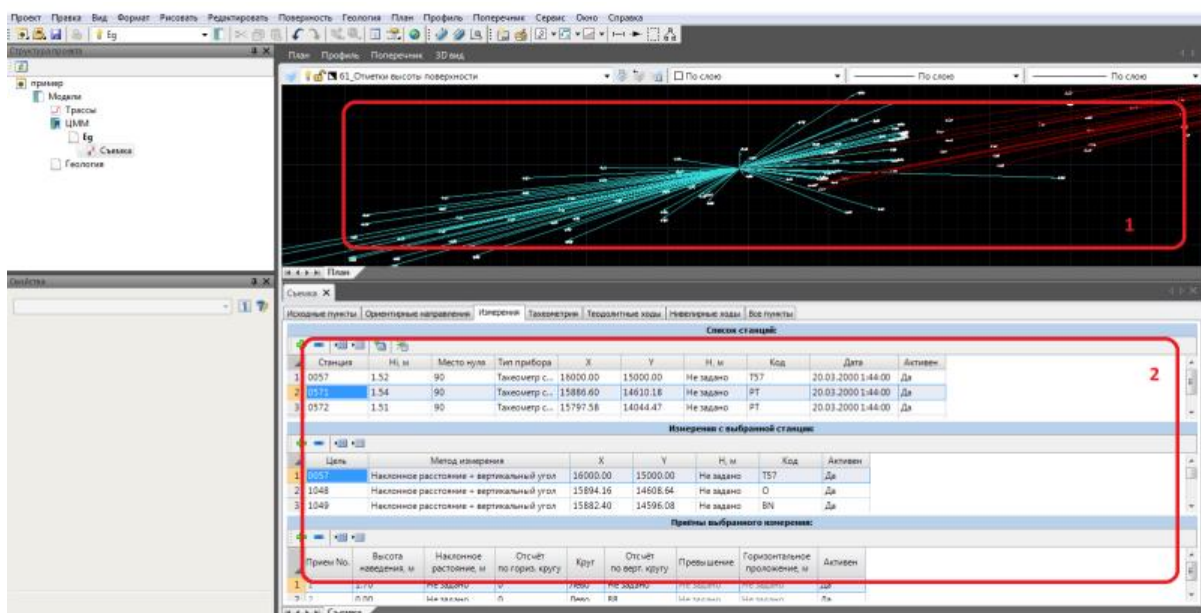 Проект Правка Вид Формат Рисовать Редактировать Поверхность Геология План Профиль Поперечник Сервис Окно Справка
Eg
Структура проекта
План Профиль Поперечник 3D вид
61_Отметки высоты поверхности По слою По слою По слою
пример
Модели
Трассы
ЦММ
Eg
Съемка
Геология
1
План
Свойства
Съемка X
Исходные пункты Ориентирные направления Измерения Тахеометрия Теодолитные ходы Нивелирные ходы Все пункты
Список станций:
Станция Hi, м Место нуля Тип прибора X Y H, м Код Дата Активен
1 0057 1.52 90 Тахеометр с... 16000.00 15000.00 Не задано T57 20.03.2000 1:44:00 Да
2
2 0571 1.54 90 Тахеометр с... 15886.60 14610.18 Не задано PT 20.03.2000 1:44:00 Да
3 0572 1.51 90 Тахеометр с... 15797.58 14044.47 Не задано PT 20.03.2000 1:44:00 Да
Измерения с выбранной станции:
Цель Метод измерения X Y H, м Код Активен
1 0057 Наклонное расстояние + вертикальный угол 16000.00 15000.00 Не задано T57 Да
2 1048 Наклонное расстояние + вертикальный угол 15894.16 14608.64 Не задано O Да
3 1049 Наклонное расстояние + вертикальный угол 15882.40 14596.08 Не задано BN Да
Приёмы выбранного измерения:
Прием No. Высота наведения, м Наклонное растояние, м Отсчёт по гориз. кругу Круг Отсчёт по верт. кругу Превышение Горизонтальное проложение, м Активен
1 1 1.70 Не задано 0 Лево Не задано Не задано Не задано Да
2 2 0.00 Не задано 0 Лево 88 Не задано Не задано Да
Съемка